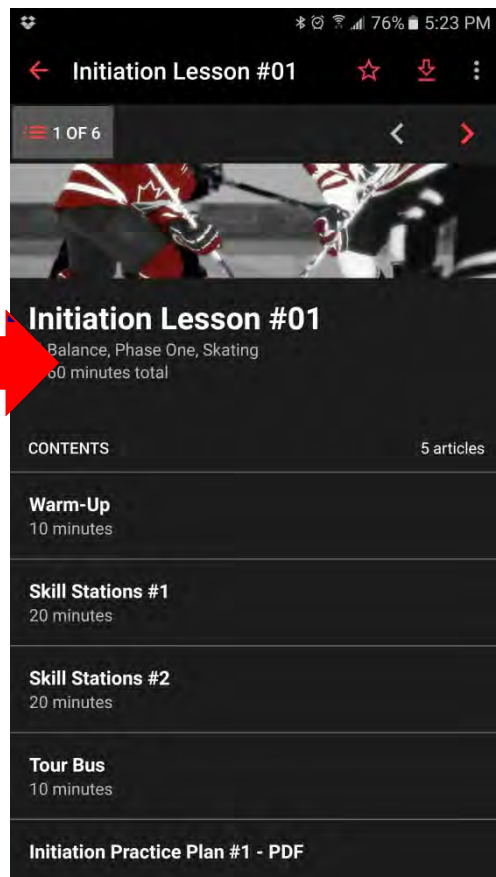 76% 5:23 PM
Initiation Lesson #01
1 OF 6
Initiation Lesson #01
Balance, Phase One, Skating
60 minutes total
CONTENTS 5 articles
Warm-Up
10 minutes
Skill Stations #1
20 minutes
Skill Stations #2
20 minutes
Tour Bus
10 minutes
Initiation Practice Plan #1 - PDF